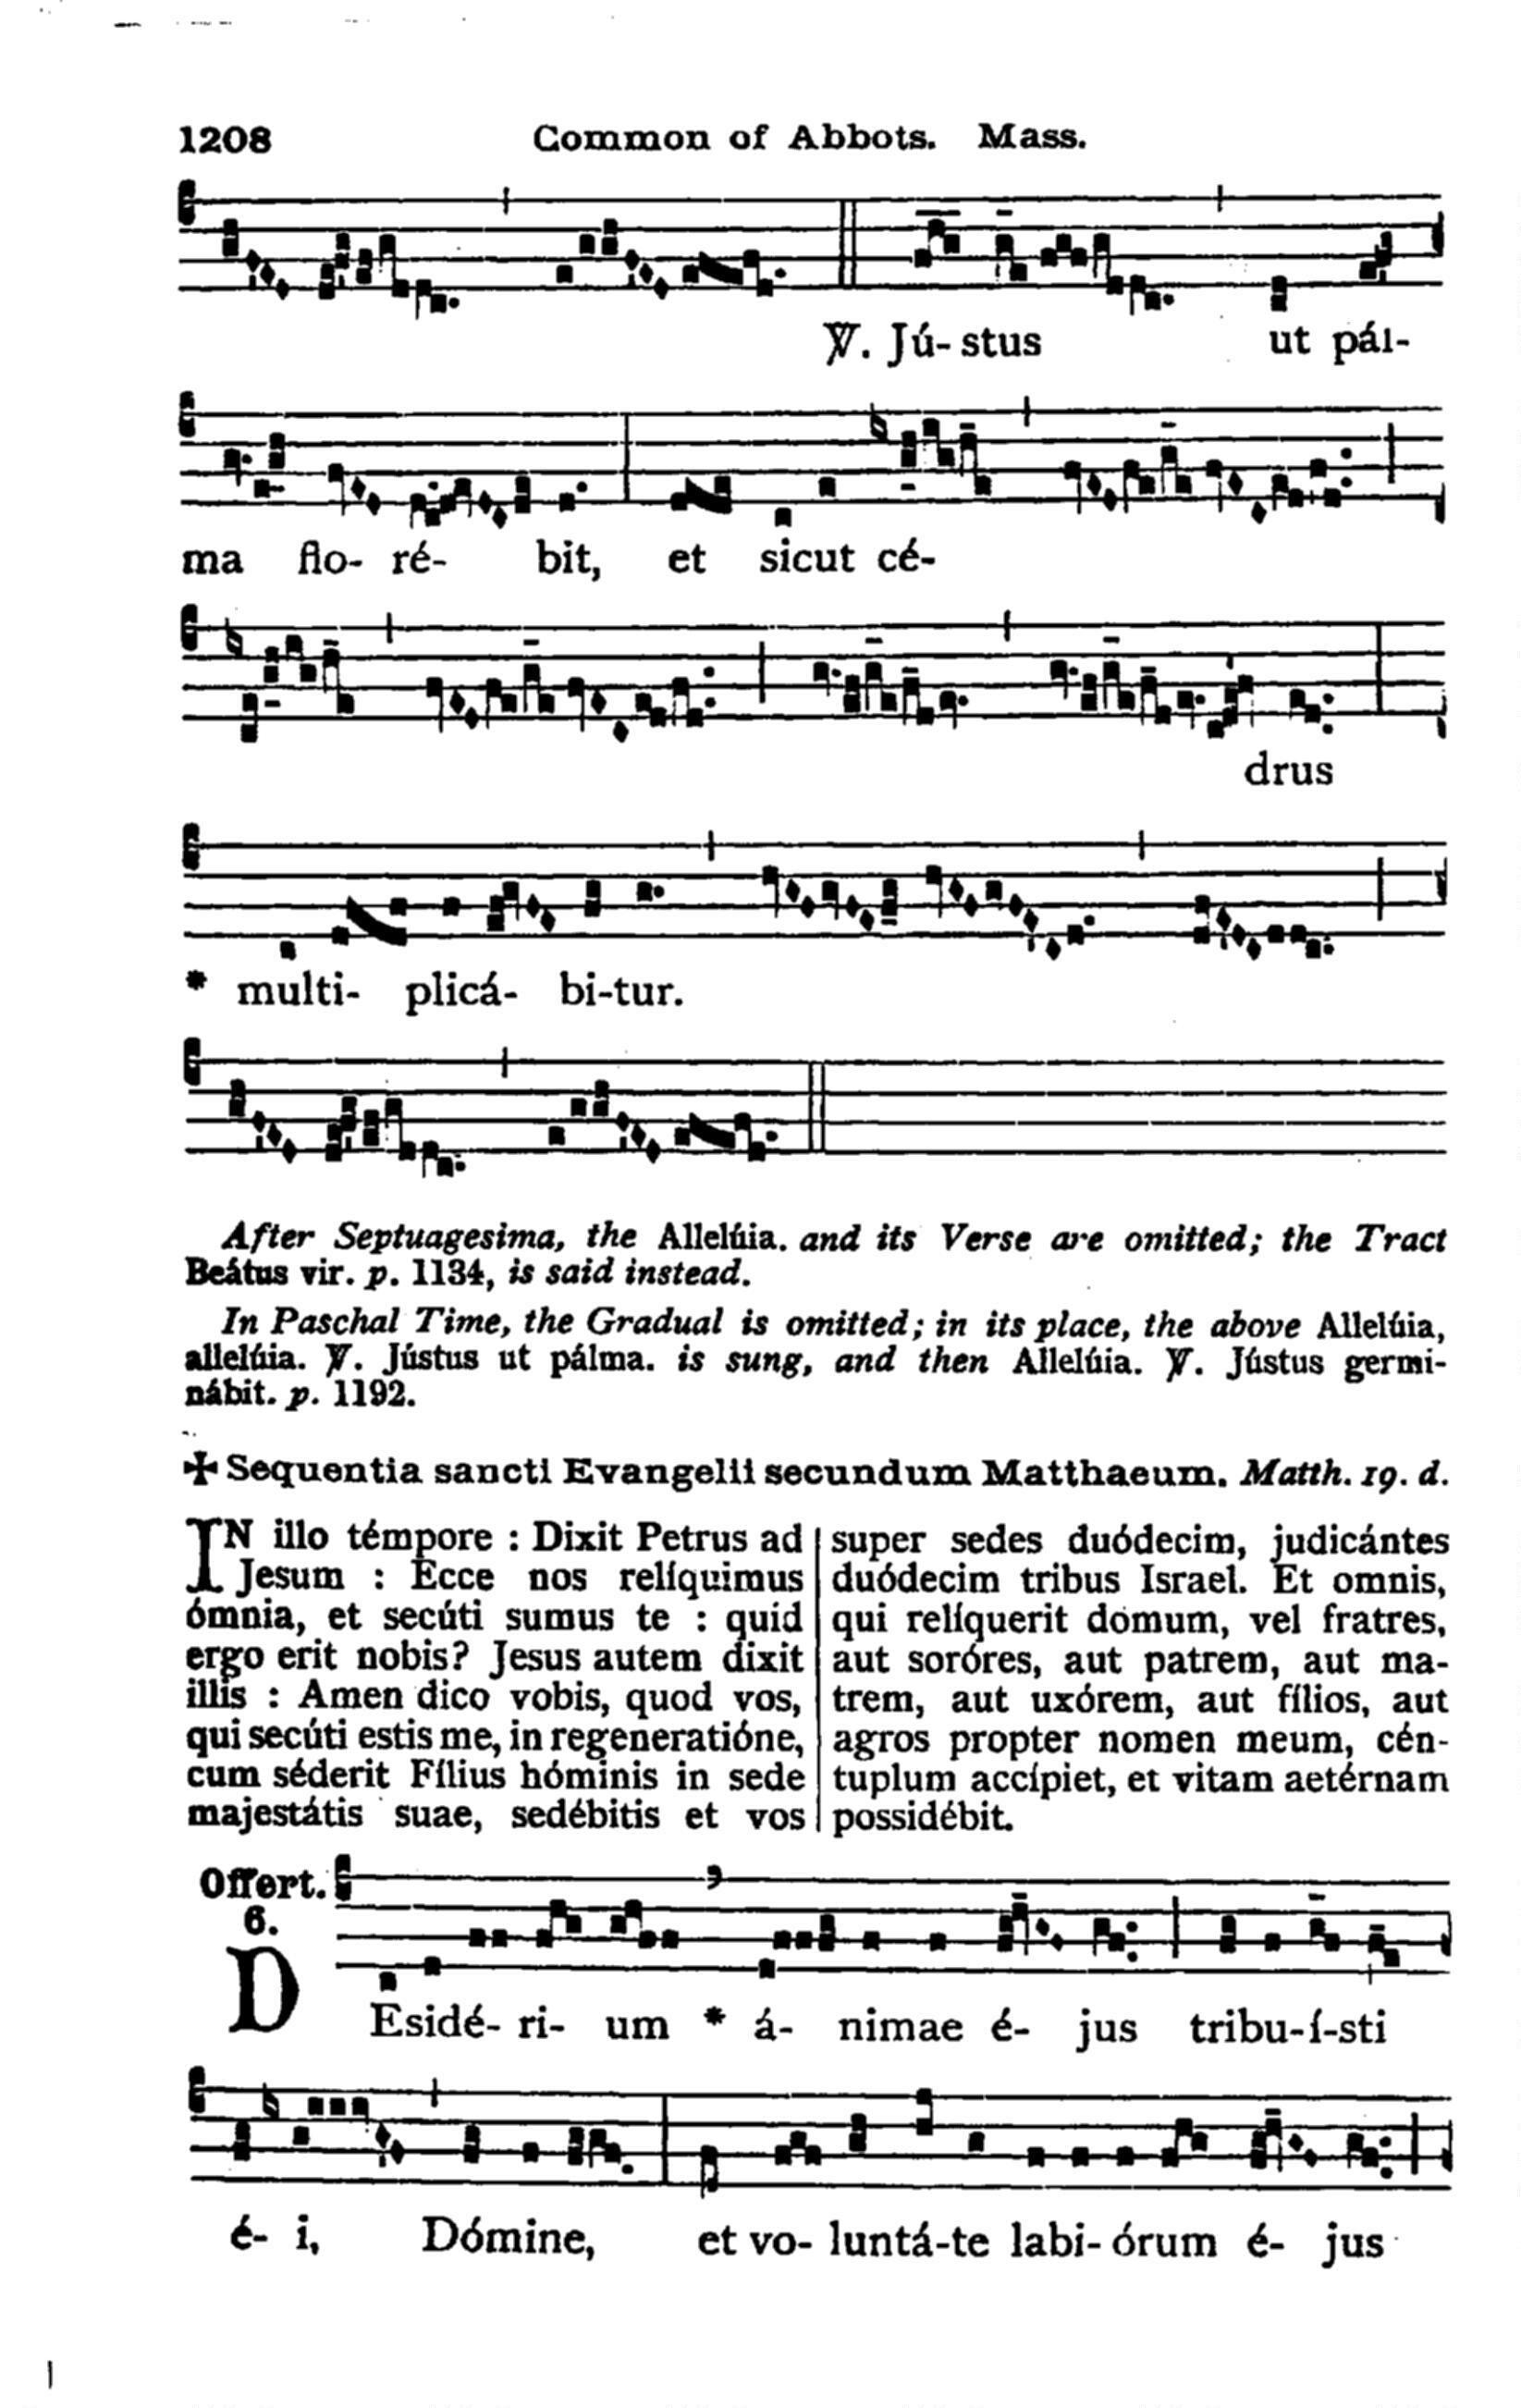 1208 Common of Abbots. Mass.
℣. Jú- stus ut pál-
ma flo- ré- bit, et sicut cé-
drus
* multi- plicá- bi-tur.
After Septuagesima, the Allelúia. and its Verse are omitted; the Tract
Beátus vir. p. 1134, is said instead.
In Paschal Time, the Gradual is omitted; in its place, the above Allelúia,
allelúia. ℣. Jústus ut pálma. is sung, and then Allelúia. ℣. Jústus germi-
nábit. p. 1192.
✠ Sequentia sancti Evangelii secundum Matthaeum. Matth. 19. d.
IN illo témpore : Dixit Petrus ad
Jesum : Ecce nos relíquimus
ómnia, et secúti sumus te : quid
ergo erit nobis? Jesus autem dixit
illis : Amen dico vobis, quod vos,
qui secúti estis me, in regeneratióne,
cum séderit Fílius hóminis in sede
majestátis suae, sedébitis et vos
super sedes duódecim, judicántes
duódecim tribus Israel. Et omnis,
qui relíquerit domum, vel fratres,
aut soróres, aut patrem, aut ma-
trem, aut uxórem, aut fílios, aut
agros propter nomen meum, cén-
tuplum accípiet, et vitam aetérnam
possidébit.
Offert.
6.
DEsidé- ri- um * á- nimae é- jus tribu-í-sti
é- i, Dómine, et vo- luntá-te labi- órum é- jus